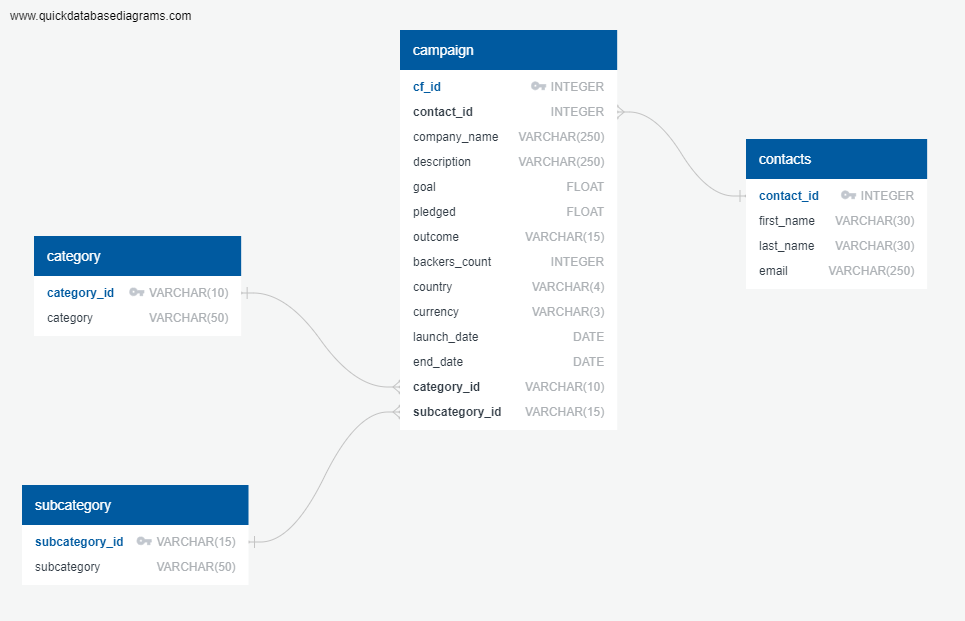 www.quickdatabasediagrams.com
campaign
cf_id INTEGER
contact_id INTEGER
company_name VARCHAR(250)
description VARCHAR(250)
goal FLOAT
pledged FLOAT
outcome VARCHAR(15)
backers_count INTEGER
country VARCHAR(4)
currency VARCHAR(3)
launch_date DATE
end_date DATE
category_id VARCHAR(10)
subcategory_id VARCHAR(15)
contacts
contact_id INTEGER
first_name VARCHAR(30)
last_name VARCHAR(30)
email VARCHAR(250)
category
category_id VARCHAR(10)
category VARCHAR(50)
subcategory
subcategory_id VARCHAR(15)
subcategory VARCHAR(50)